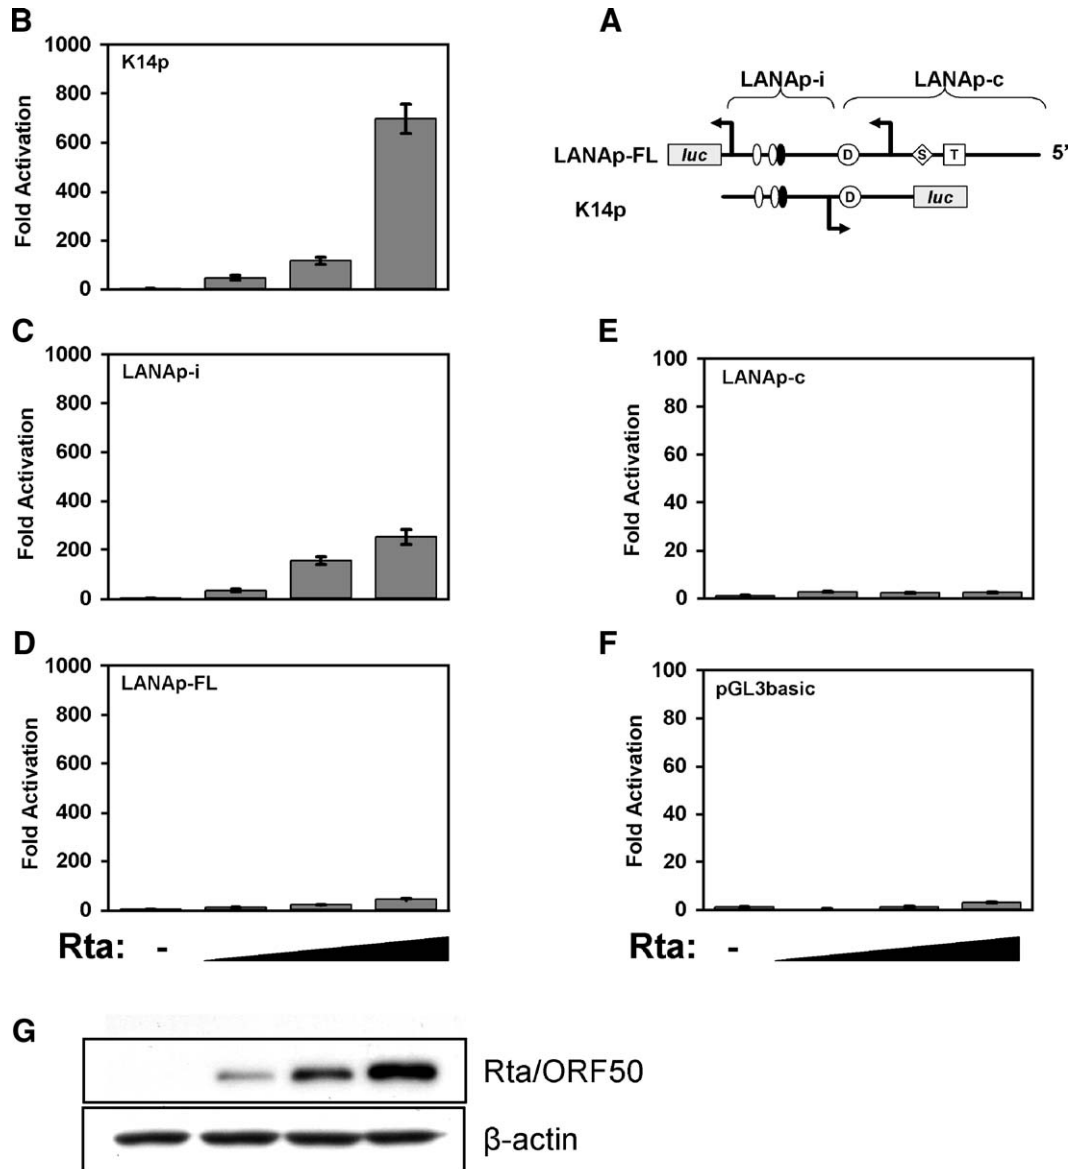 B
1000
800
600
400
200
0
Fold Activation
K14p
A
LANAp-i
LANAp-c
LANAp-FL
luc
D
S
T
5’
K14p
D
luc
C
1000
800
600
400
200
0
Fold Activation
LANAp-i
E
100
80
60
40
20
0
Fold Activation
LANAp-c
D
1000
800
600
400
200
0
Fold Activation
LANAp-FL
Rta: -
F
100
80
60
40
20
0
Fold Activation
pGL3basic
Rta: -
G
Rta/ORF50
β-actin